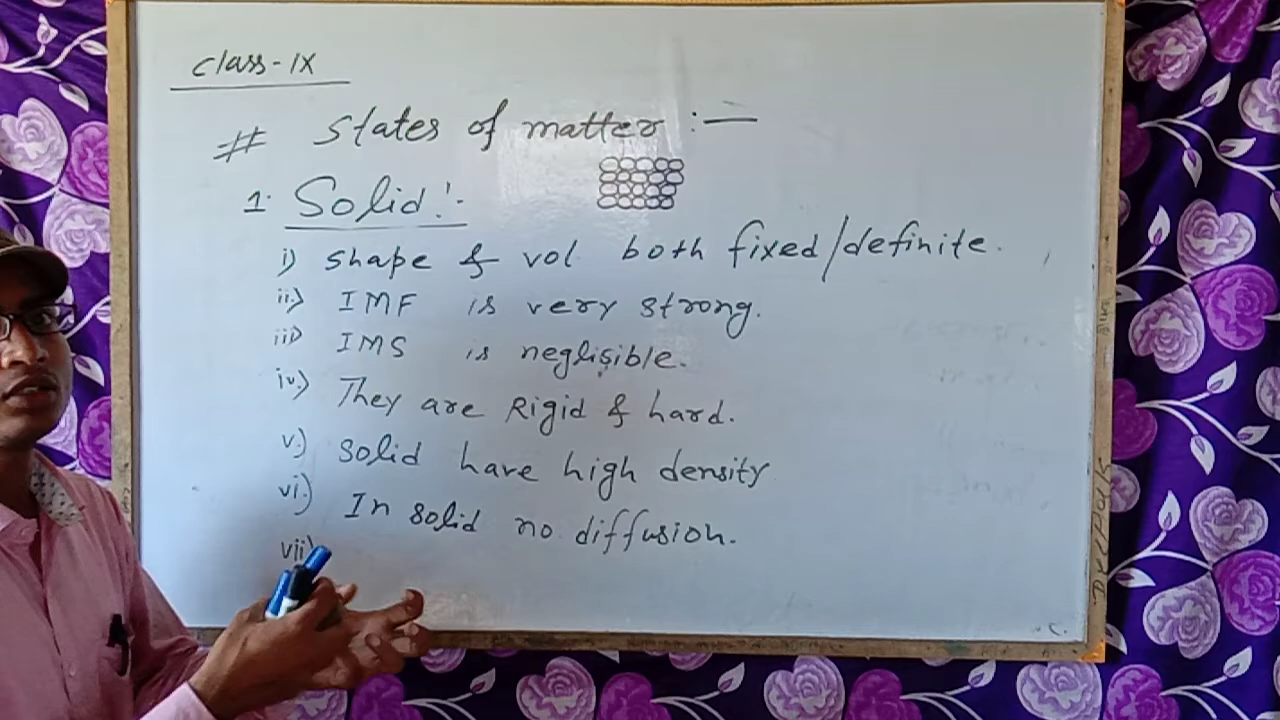 Class-IX
# States of matter :-
1. Solid:-
i) shape & vol. both fixed/definite.
ii) IMF is very strong.
iii) IMS is negligible.
iv.) They are Rigid & hard.
v.) solid have high density
vi.) In solid no diffusion.
vii)